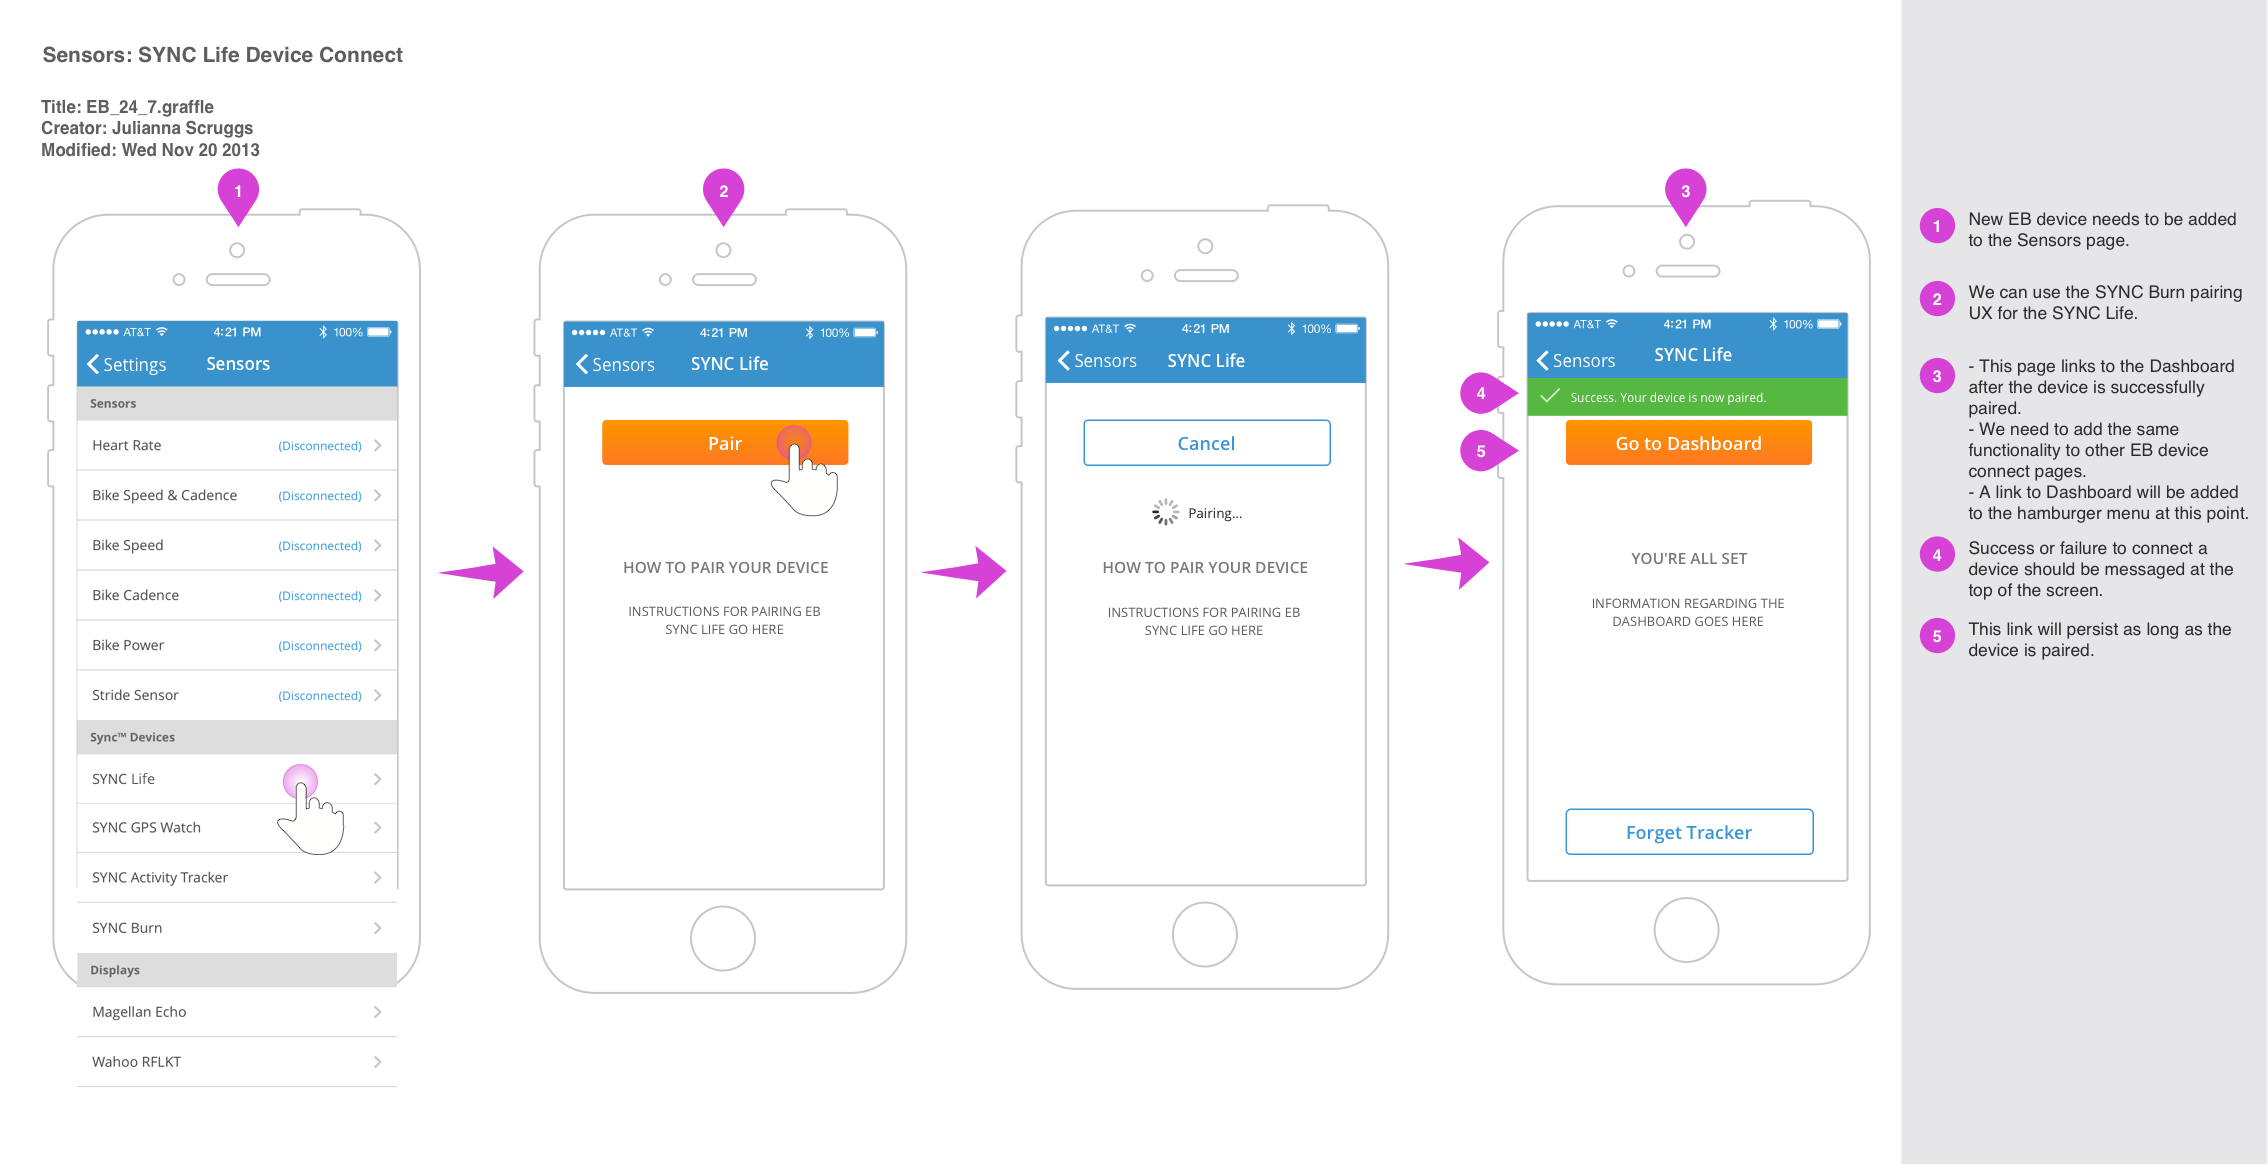 Sensors: SYNC Life Device Connect
Title: EB_24_7.graffle
Creator: Julianna Scruggs
Modified: Wed Nov 20 2013
1
AT&T 4:21 PM 100%
Settings Sensors
Sensors
Heart Rate (Disconnected)
Bike Speed & Cadence (Disconnected)
Bike Speed (Disconnected)
Bike Cadence (Disconnected)
Bike Power (Disconnected)
Stride Sensor (Disconnected)
Sync™ Devices
SYNC Life
SYNC GPS Watch
SYNC Activity Tracker
SYNC Burn
Displays
Magellan Echo
Wahoo RFLKT
2
AT&T 4:21 PM 100%
Sensors SYNC Life
Pair
HOW TO PAIR YOUR DEVICE
INSTRUCTIONS FOR PAIRING EB
SYNC LIFE GO HERE
AT&T 4:21 PM 100%
Sensors SYNC Life
Cancel
Pairing...
HOW TO PAIR YOUR DEVICE
INSTRUCTIONS FOR PAIRING EB
SYNC LIFE GO HERE
3
AT&T 4:21 PM 100%
Sensors SYNC Life
4 Success. Your device is now paired.
5 Go to Dashboard
YOU'RE ALL SET
INFORMATION REGARDING THE
DASHBOARD GOES HERE
Forget Tracker
1 New EB device needs to be added
to the Sensors page.
2 We can use the SYNC Burn pairing
UX for the SYNC Life.
3 - This page links to the Dashboard
after the device is successfully
paired.
- We need to add the same
functionality to other EB device
connect pages.
- A link to Dashboard will be added
to the hamburger menu at this point.
4 Success or failure to connect a
device should be messaged at the
top of the screen.
5 This link will persist as long as the
device is paired.